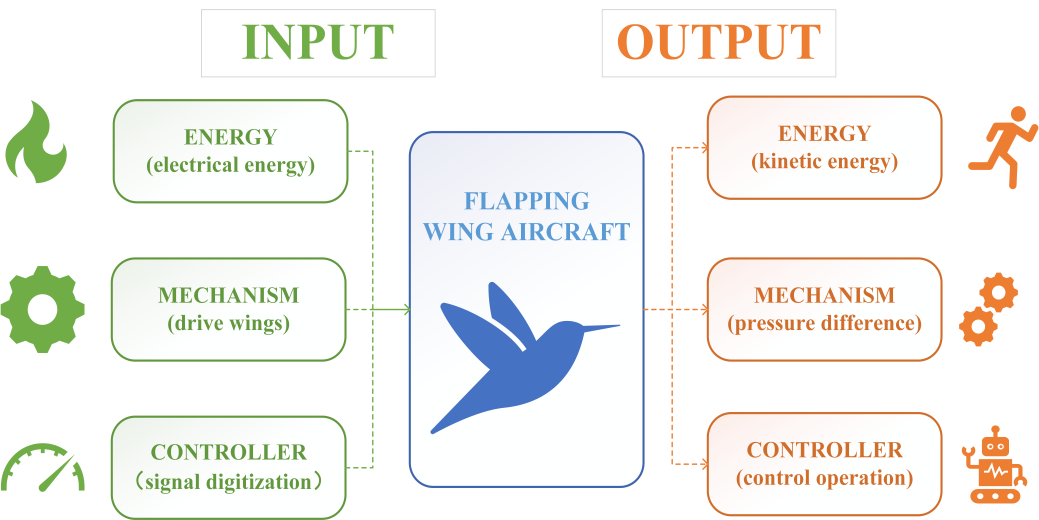 INPUT
OUTPUT
ENERGY
(electrical energy)
MECHANISM
(drive wings)
CONTROLLER
（signal digitization）
FLAPPING
WING AIRCRAFT
ENERGY
(kinetic energy)
MECHANISM
(pressure difference)
CONTROLLER
(control operation)